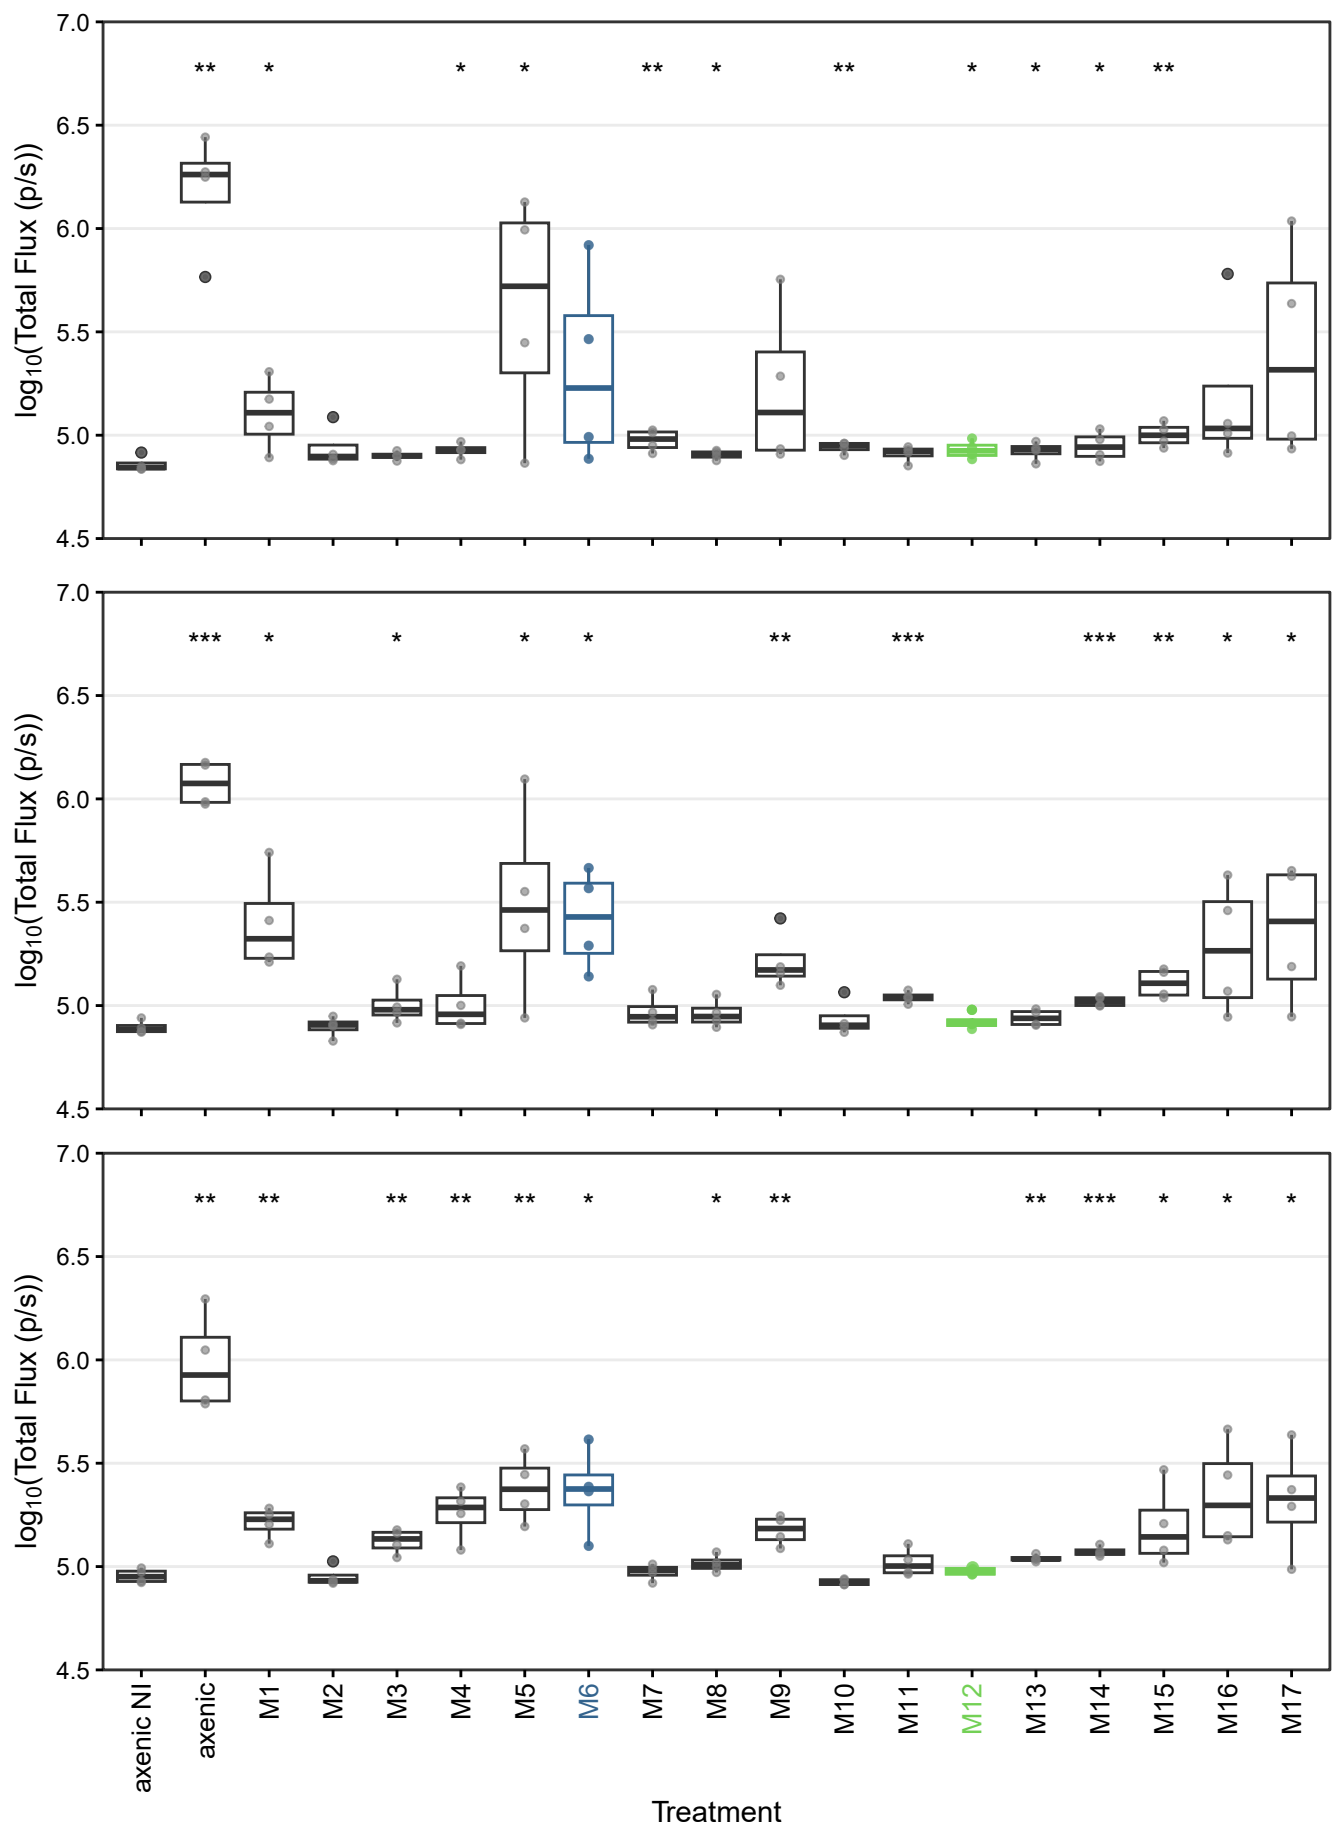 7.0
** * * * ** * ** * * * **
6.5
6.0
5.5
5.0
4.5
log10(Total Flux (p/s))
7.0
*** * * * * ** *** *** ** * *
6.5
6.0
5.5
5.0
4.5
log10(Total Flux (p/s))
7.0
** ** ** ** ** * * ** ** *** * * *
6.5
6.0
5.5
5.0
4.5
log10(Total Flux (p/s))
axenic NI
axenic
M1
M2
M3
M4
M5
M6
M7
M8
M9
M10
M11
M12
M13
M14
M15
M16
M17
Treatment